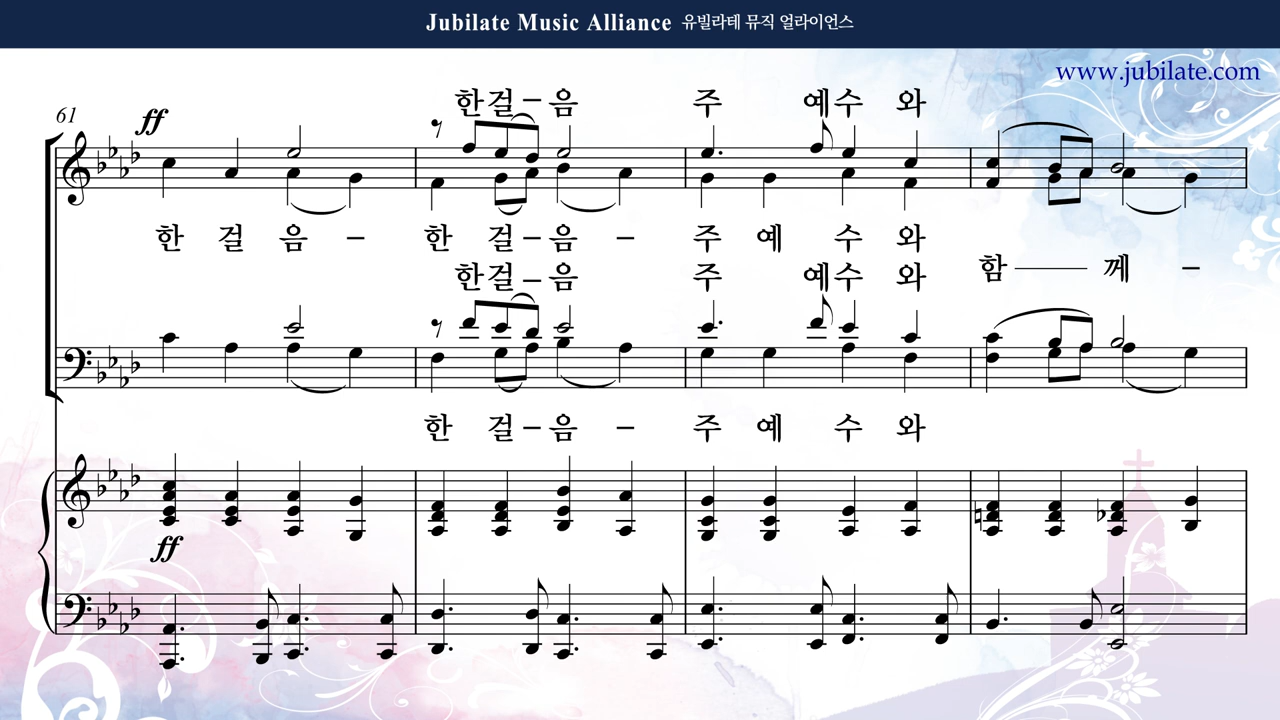 Jubilate Music Alliance 유빌라테 뮤직 얼라이언스
www.jubilate.com
61
ff
한걸–음 주 예수 와
한 걸 음 – 한 걸–음 – 주 예 수 와
한걸–음 주 예수 와 함 — 께 –
한 걸–음 – 주 예 수 와
ff